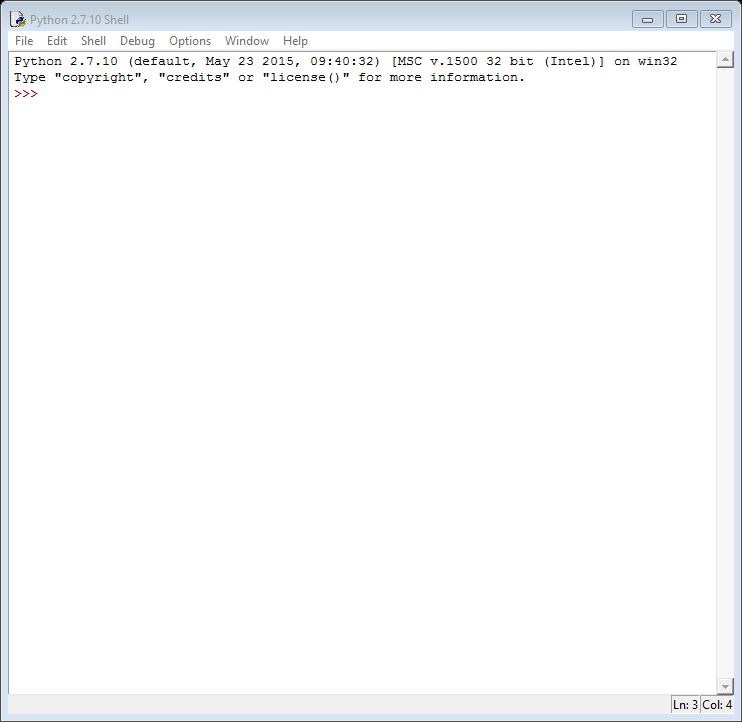 Python 2.7.10 Shell
File Edit Shell Debug Options Window Help
Python 2.7.10 (default, May 23 2015, 09:40:32) [MSC v.1500 32 bit (Intel)] on win32
Type "copyright", "credits" or "license()" for more information.
>>>
Ln: 3 Col: 4